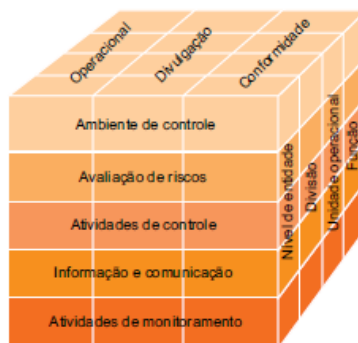 Operacional
Divulgação
Conformidade
Ambiente de controle
Avaliação de riscos
Atividades de controle
Informação e comunicação
Atividades de monitoramento
Nível de entidade
Divisão
Unidade operacional
Função